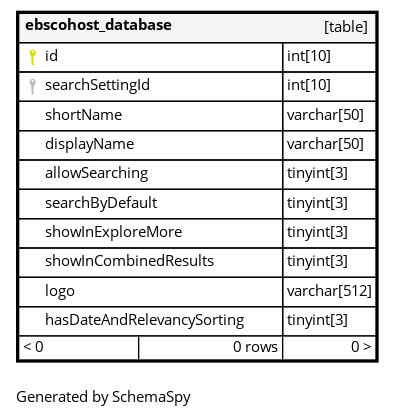 ebscohost_database [table]
id int[10]
searchSettingId int[10]
shortName varchar[50]
displayName varchar[50]
allowSearching tinyint[3]
searchByDefault tinyint[3]
showInExploreMore tinyint[3]
showInCombinedResults tinyint[3]
logo varchar[512]
hasDateAndRelevancySorting tinyint[3]
< 0 0 rows 0 >
Generated by SchemaSpy